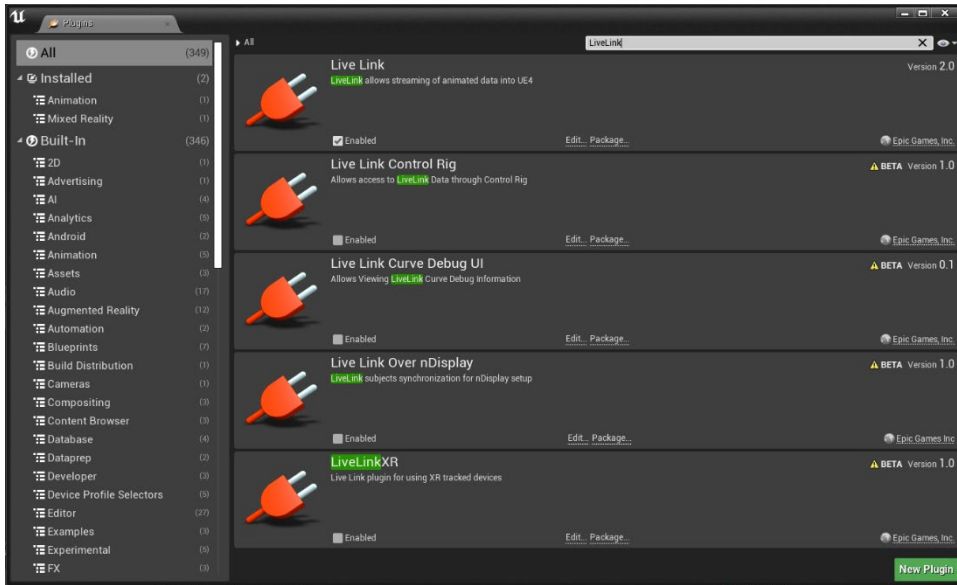 Plugins
All (349)
Installed (2)
Animation (1)
Mixed Reality (1)
Built-In (346)
2D (1)
Advertising (1)
AI (4)
Analytics (5)
Android (2)
Animation (5)
Assets (3)
Audio (17)
Augmented Reality (12)
Automation (2)
Blueprints (7)
Build Distribution (1)
Cameras (1)
Compositing (3)
Content Browser (3)
Database (4)
Dataprep (2)
Developer (3)
Device Profile Selectors (5)
Editor (27)
Examples (3)
Experimental (5)
FX (3)
All
LiveLink
Live Link
Version 2.0
LiveLink allows streaming of animated data into UE4
Enabled Edit... Package... Epic Games, Inc.
Live Link Control Rig
BETA Version 1.0
Allows access to LiveLink Data through Control Rig
Enabled Edit... Package... Epic Games, Inc.
Live Link Curve Debug UI
BETA Version 0.1
Allows Viewing LiveLink Curve Debug Information
Enabled Edit... Package... Epic Games, Inc.
Live Link Over nDisplay
BETA Version 1.0
LiveLink subjects synchronization for nDisplay setup
Enabled Edit... Package... Epic Games Inc
LiveLinkXR
BETA Version 1.0
Live Link plugin for using XR tracked devices
Enabled Edit... Package... Epic Games, Inc.
New Plugin